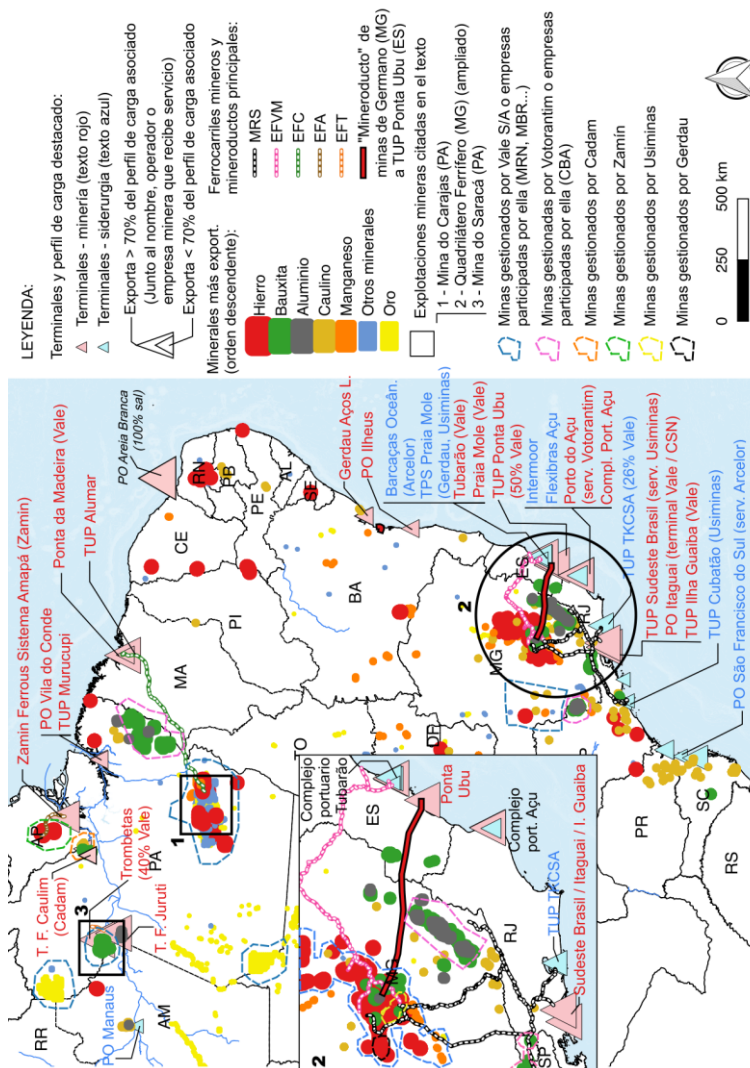 LEYENDA:
Terminales y perfil de carga destacado:
Terminales - minería (texto rojo)
Terminales - siderurgia (texto azul)
Exporta > 70% del perfil de carga asociado
(Junto al nombre, operador o
empresa minera que recibe servicio)
Exporta < 70% del perfil de carga asociado
Minerales más export.
(orden descendente):
Hierro
Bauxita
Aluminio
Caulino
Manganeso
Otros minerales
Oro
Ferrocarriles mineros y
mineroductos principales:
MRS
EFVM
EFC
EFA
EFT
"Mineroducto" de
minas de Germano (MG)
a TUP Ponta Ubu (ES)
Explotaciones mineras citadas en el texto
1 - Mina do Carajas (PA)
2 - Quadrilátero Ferrífero (MG) (ampliado)
3 - Mina do Saracá (PA)
Minas gestionados por Vale S/A o empresas
participadas por ella (MRN, MBR...)
Minas gestionados por Votorantim o empresas
participadas por ella (CBA)
Minas gestionados por Cadam
Minas gestionados por Zamín
Minas gestionados por Usiminas
Minas gestionados por Gerdau
0
250
500 km
Zamin Ferrous Sistema Amapá (Zamin)
PO Vila do Conde
TUP Murucupi
Ponta da Madeira (Vale)
TUP Alumar
PO Areia Branca
(100% sal)
T. F. Caulim
(Cadam)
Trombetas
(40% Vale)
T. F. Juruti
PO Manaus
RR
AP
AM
PA
3
1
MA
PI
CE
RN
PB
PE
AL
SE
BA
TO
DF
MG
ES
RJ
2
PR
SC
RS
Gerdau Aços L.
PO Ilheus
Barcaças Oceân.
(Arcelor)
TPS Praia Mole
(Gerdau, Usiminas)
Tubarão (Vale)
Praia Mole (Vale)
TUP Ponta Ubu
(50% Vale)
Intermoor
Flexibras Açu
Porto do Açu
(serv. Votorantim)
Compl. Port. Açu
TUP TKCSA (26% Vale)
TUP Sudeste Brasil (serv. Usiminas)
PO Itaguai (terminal Vale / CSN)
TUP Ilha Guaiba (Vale)
TUP Cubatão (Usiminas)
PO São Francisco do Sul (serv. Arcelor)
2
Complejo
portuario
Tubarão
ES
Ponta
Ubu
Complejo
port. Açu
RJ
SP
TUP TKCSA
Sudeste Brasil / Itaguai / I. Guaiba